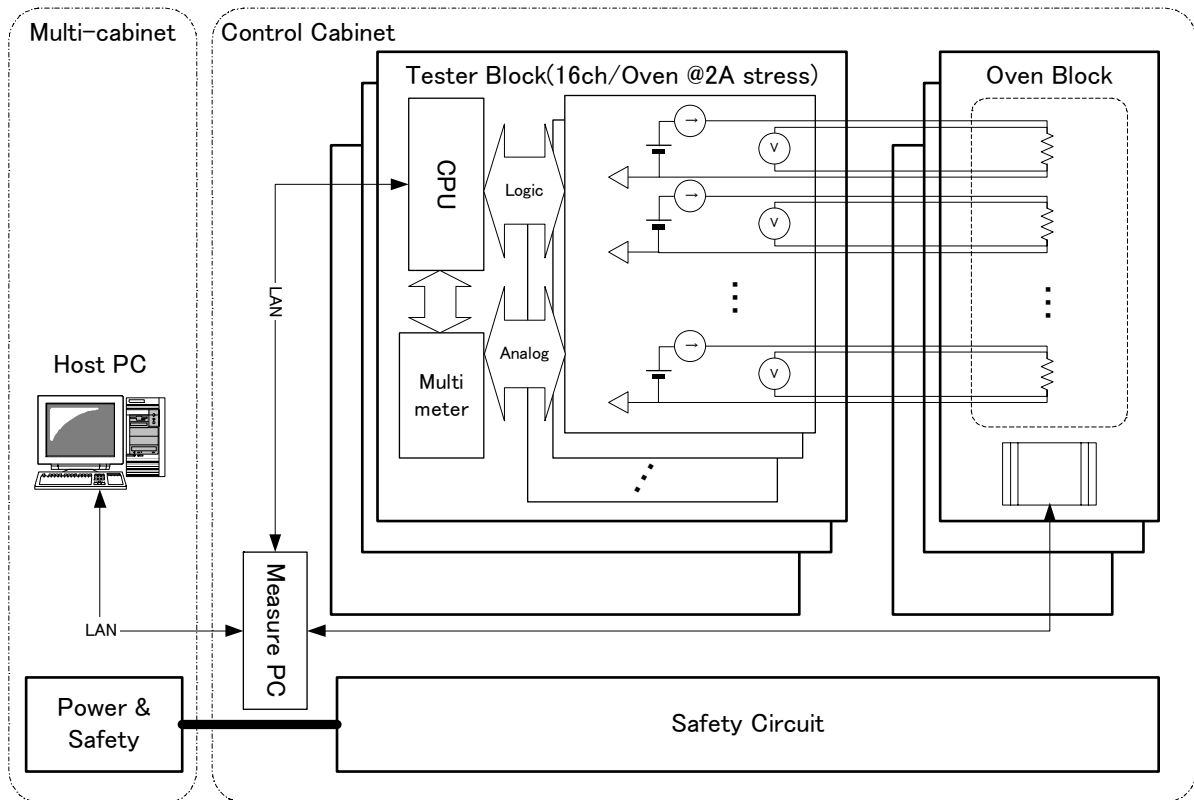 Multi-cabinet
Control Cabinet
Tester Block(16ch/Oven @2A stress)
Oven Block
CPU
Logic
→
V
→
V
LAN
Analog
→
V
Multi
meter
Host PC
Measure PC
LAN
Power &
Safety
Safety Circuit